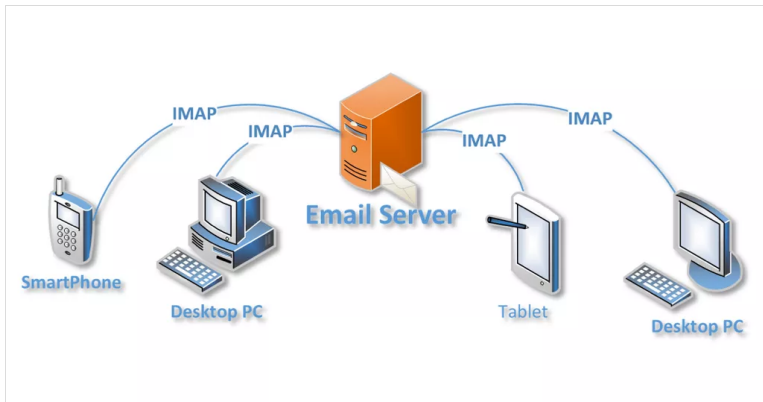 IMAP
IMAP
IMAP
IMAP
Email Server
SmartPhone
Desktop PC
Tablet
Desktop PC